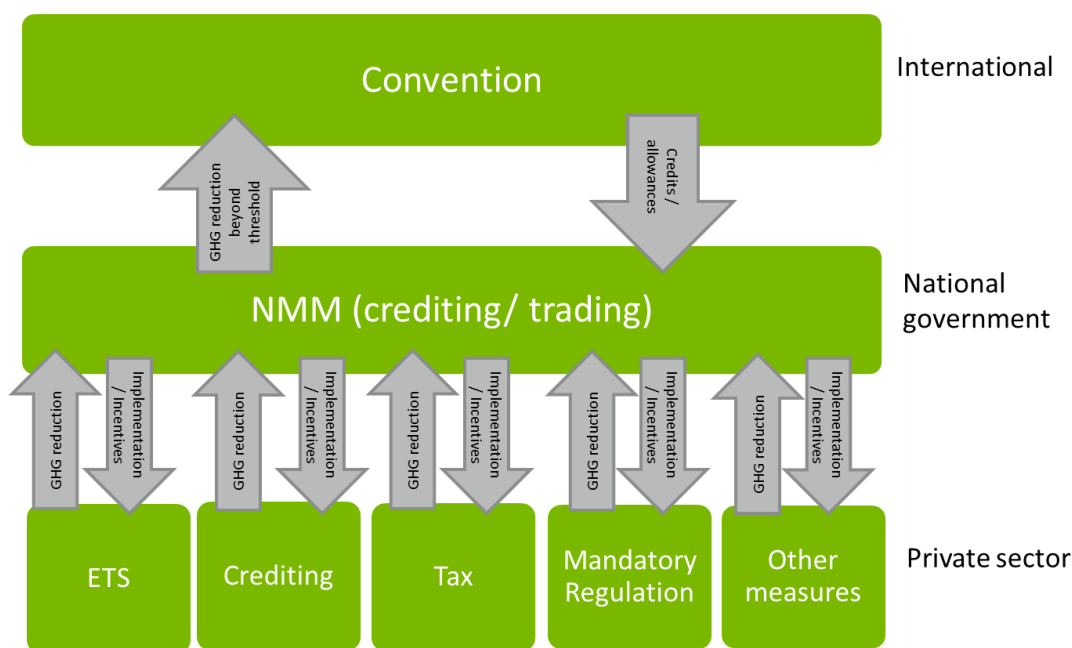 Convention
International
GHG reduction
beyond
threshold
Credits /
allowances
NMM (crediting/ trading)
National
government
GHG reduction
Implementation
/ Incentives
GHG reduction
Implementation
/ Incentives
GHG reduction
Implementation
/ Incentives
GHG reduction
Implementation
/ Incentives
GHG reduction
Implementation
/ Incentives
ETS
Crediting
Tax
Mandatory
Regulation
Other
measures
Private sector